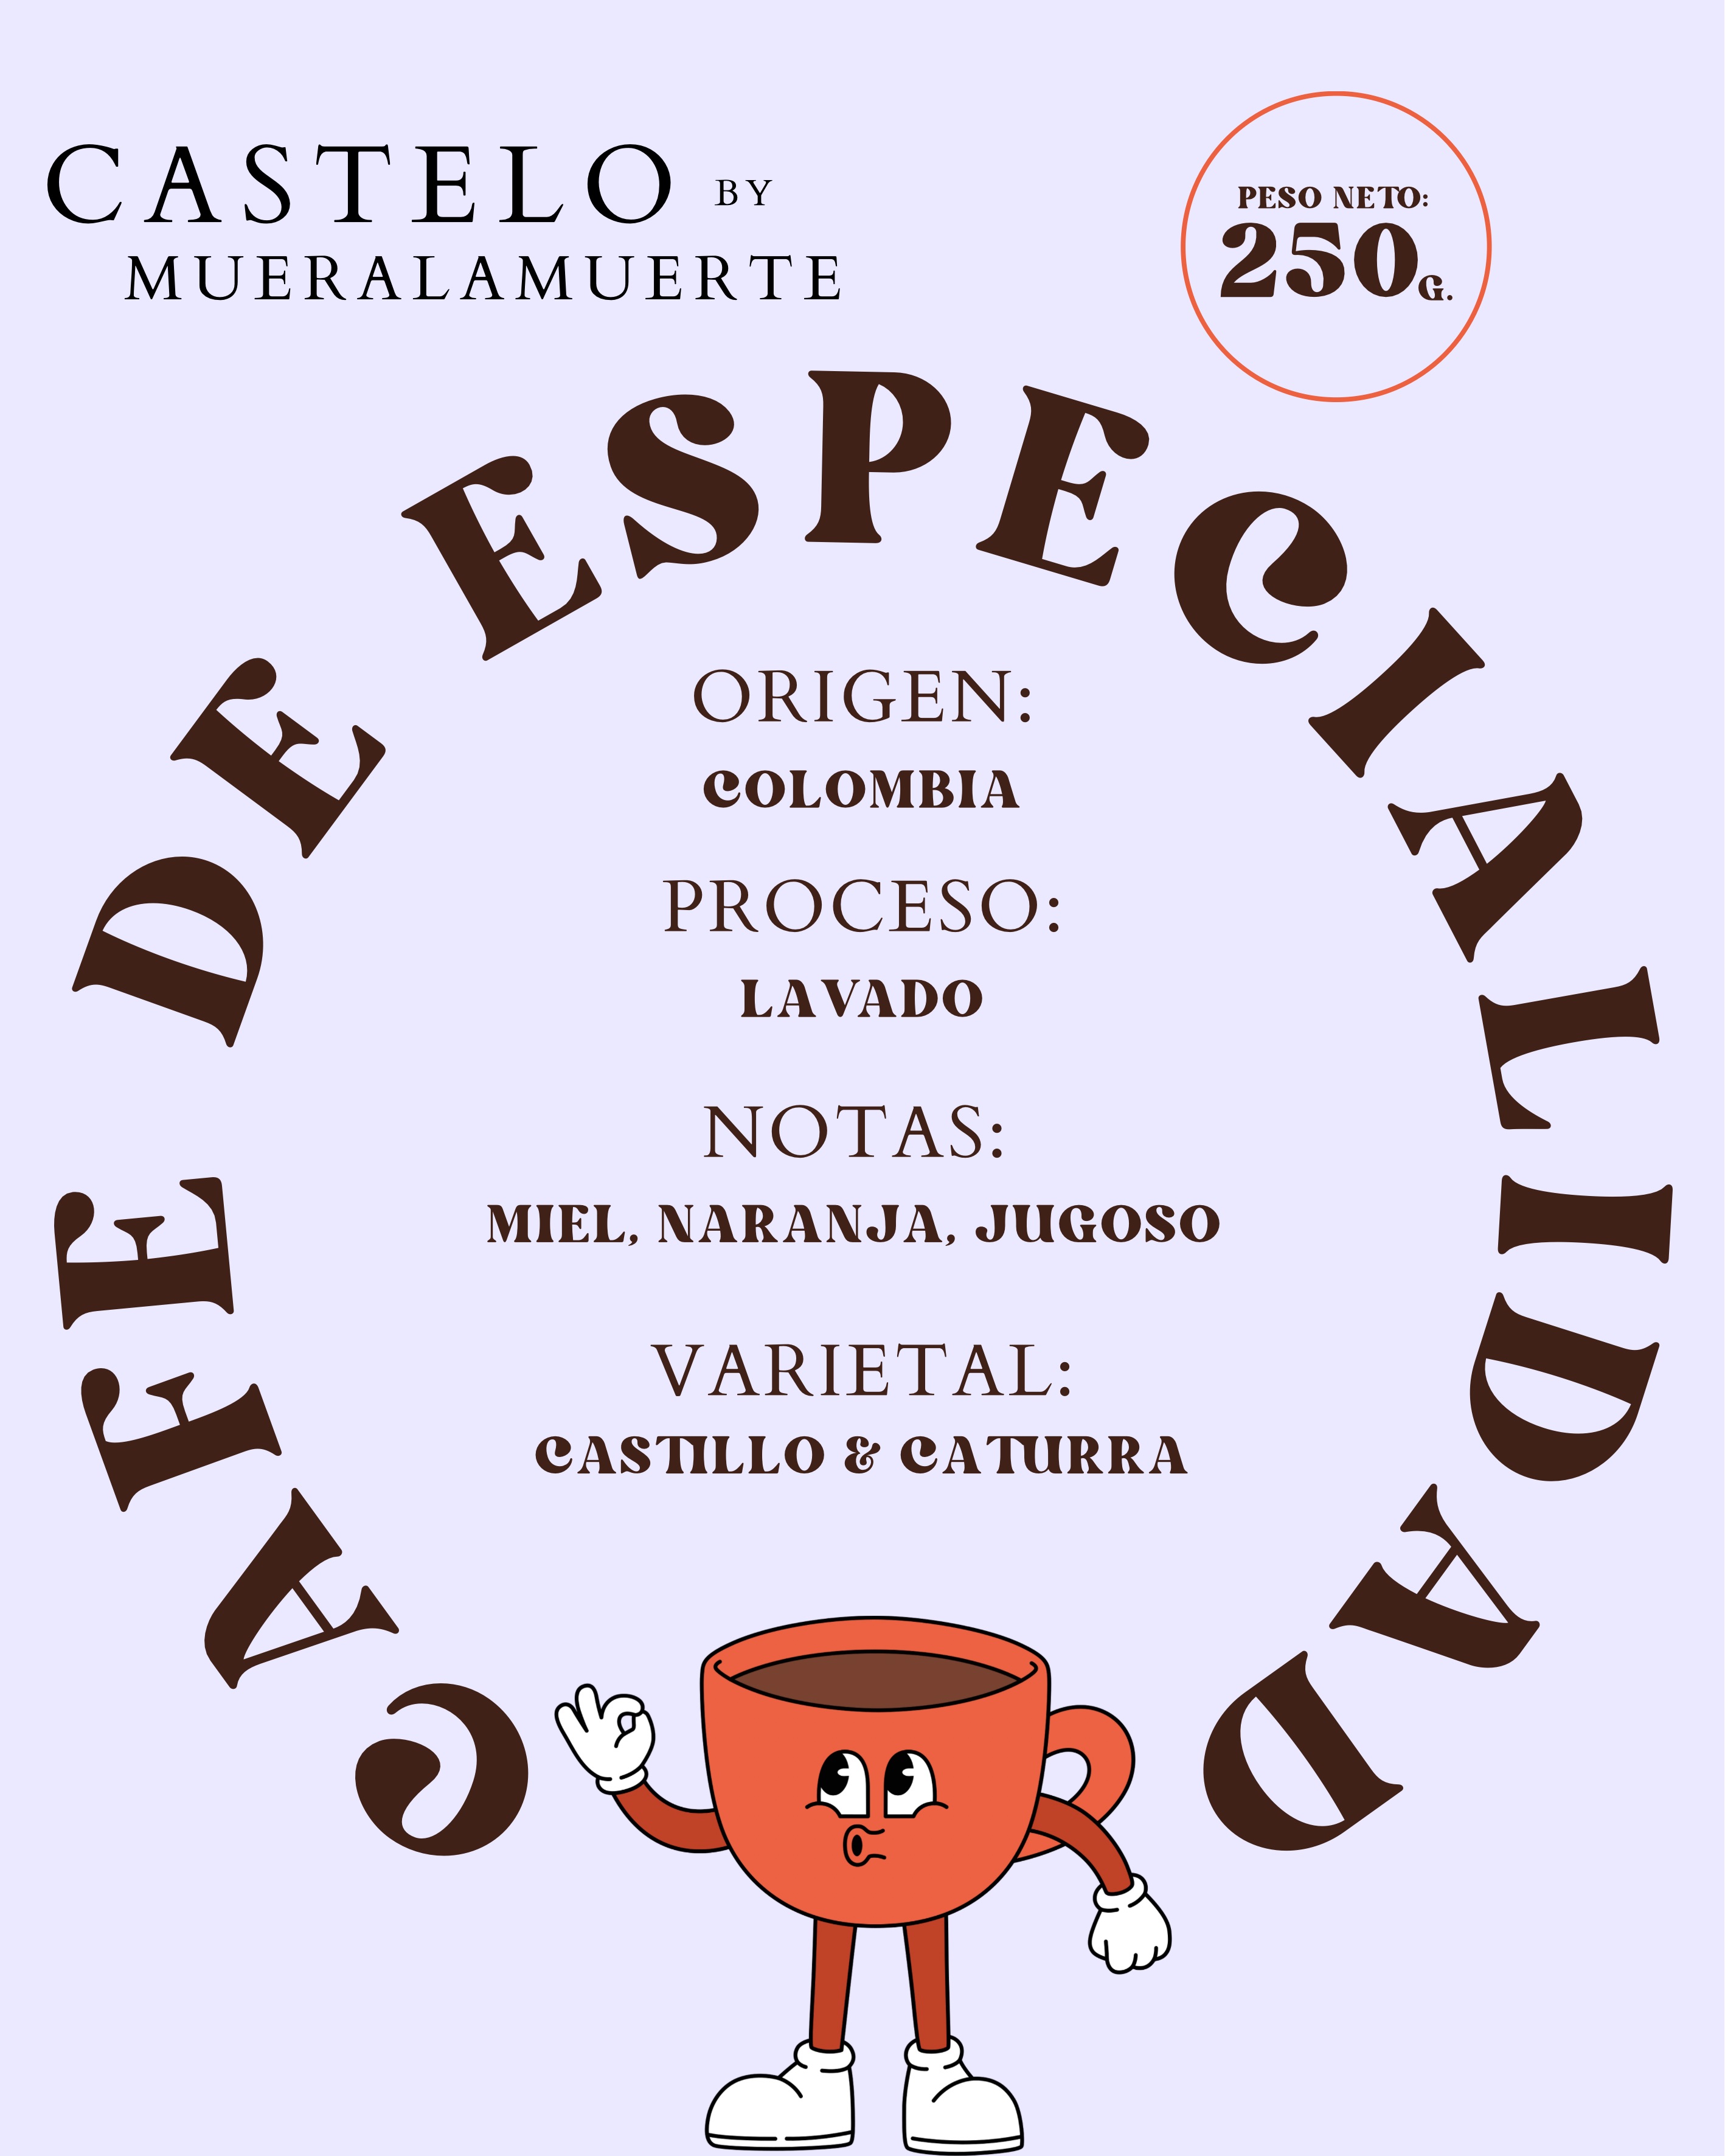 CASTELO BY
MUERALAMUERTE
PESO NETO:
250G.
CAFE DE ESPECIALIDAD
ORIGEN:
COLOMBIA
PROCESO:
LAVADO
NOTAS:
MIEL, NARANJA, JUGOSO
VARIETAL:
CASTILLO & CATURRA